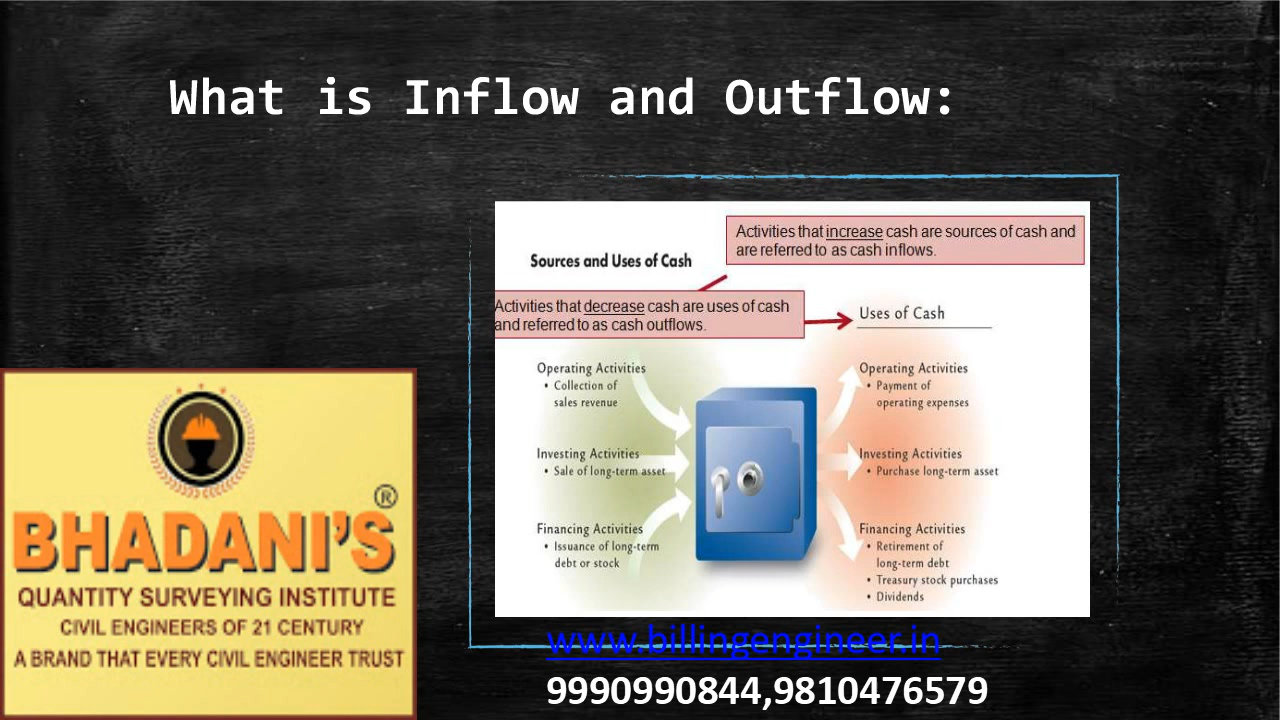 What is Inflow and Outflow:
Activities that increase cash are sources of cash and
are referred to as cash inflows.
Sources and Uses of Cash
Activities that decrease cash are uses of cash
and referred to as cash outflows.
Uses of Cash
Operating Activities
• Collection of
sales revenue
Investing Activities
• Sale of long-term asset
Financing Activities
• Issuance of long-term
debt or stock
Operating Activities
• Payment of
operating expenses
Investing Activities
• Purchase long-term asset
Financing Activities
• Retirement of
long-term debt
• Treasury stock purchases
• Dividends
®
BHADANI'S
QUANTITY SURVEYING INSTITUTE
CIVIL ENGINEERS OF 21 CENTURY
A BRAND THAT EVERY CIVIL ENGINEER TRUST
www.billingengineer.in
9990990844,9810476579